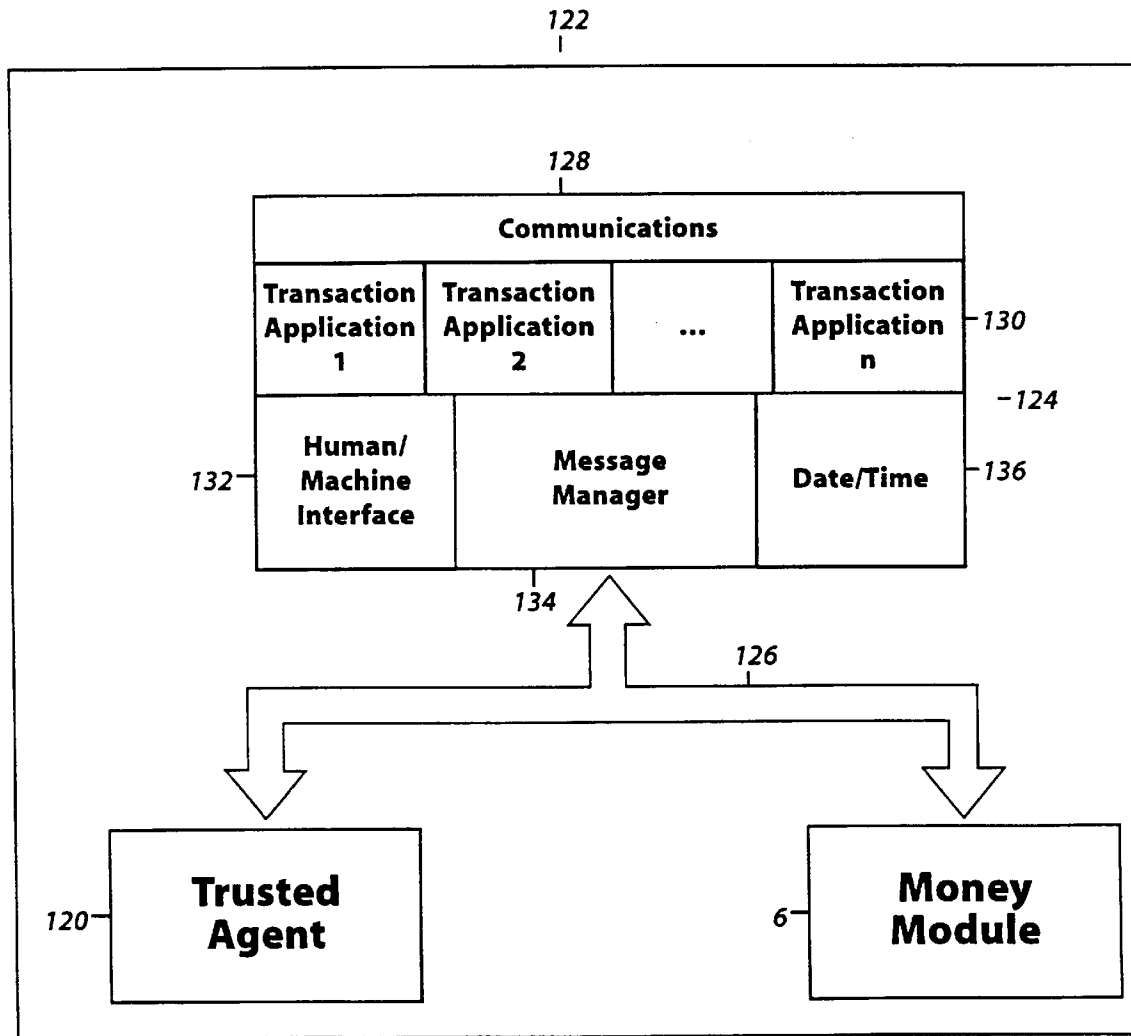 122
128
Communications
Transaction Application 1
Transaction Application 2
...
Transaction Application n
130
124
132
Human/ Machine Interface
Message Manager
Date/Time
136
134
126
120
Trusted Agent
6
Money Module